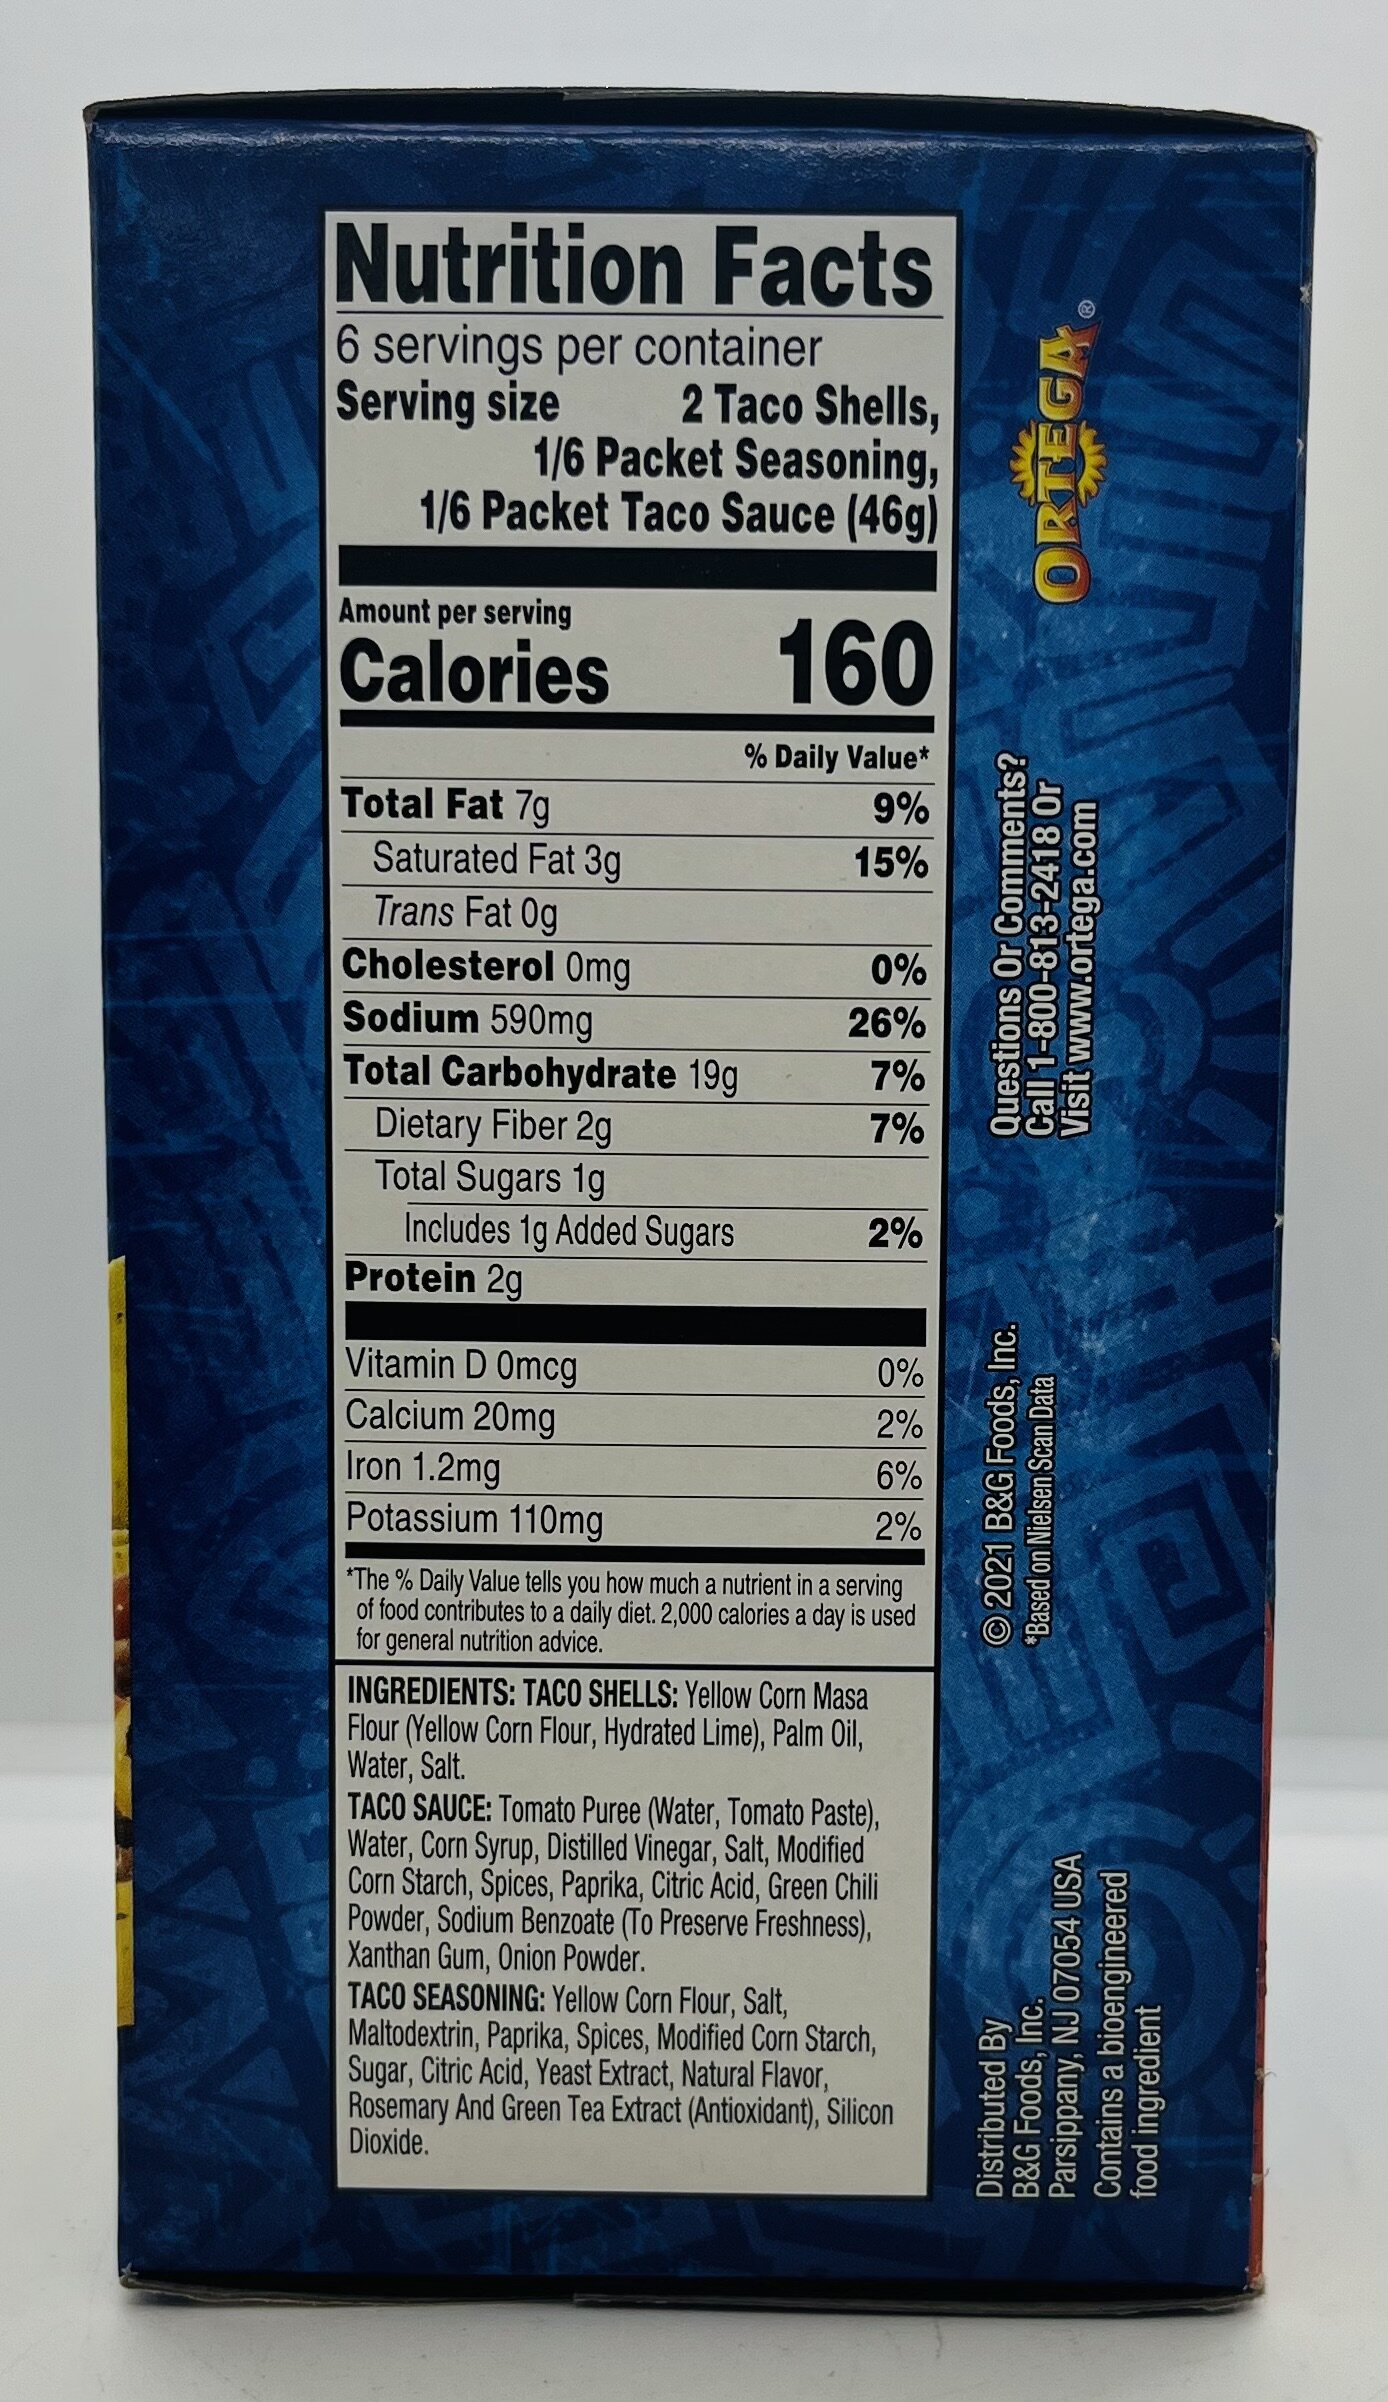 Nutrition Facts
6 servings per container
Serving size 2 Taco Shells,
1/6 Packet Seasoning,
1/6 Packet Taco Sauce (46g)
Amount per serving
Calories 160
% Daily Value*
Total Fat 7g 9%
Saturated Fat 3g 15%
Trans Fat 0g
Cholesterol 0mg 0%
Sodium 590mg 26%
Total Carbohydrate 19g 7%
Dietary Fiber 2g 7%
Total Sugars 1g
Includes 1g Added Sugars 2%
Protein 2g
Vitamin D 0mcg 0%
Calcium 20mg 2%
Iron 1.2mg 6%
Potassium 110mg 2%
*The % Daily Value tells you how much a nutrient in a serving
of food contributes to a daily diet. 2,000 calories a day is used
for general nutrition advice.
INGREDIENTS: TACO SHELLS: Yellow Corn Masa
Flour (Yellow Corn Flour, Hydrated Lime), Palm Oil,
Water, Salt.
TACO SAUCE: Tomato Puree (Water, Tomato Paste),
Water, Corn Syrup, Distilled Vinegar, Salt, Modified
Corn Starch, Spices, Paprika, Citric Acid, Green Chili
Powder, Sodium Benzoate (To Preserve Freshness),
Xanthan Gum, Onion Powder.
TACO SEASONING: Yellow Corn Flour, Salt,
Maltodextrin, Paprika, Spices, Modified Corn Starch,
Sugar, Citric Acid, Yeast Extract, Natural Flavor,
Rosemary And Green Tea Extract (Antioxidant), Silicon
Dioxide.
Distributed By
B&G Foods, Inc.
Parsippany, NJ 07054 USA
Contains a bioengineered
food ingredient
© 2021 B&G Foods, Inc.
*Based on Nielsen Scan Data
Questions Or Comments?
Call 1-800-813-2418 Or
Visit www.ortega.com
ORTEGA®